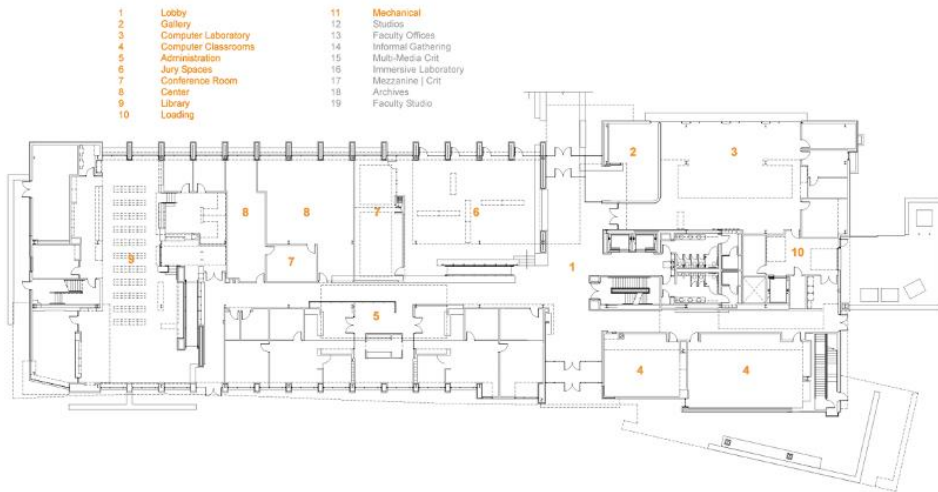 1 Lobby
2 Gallery
3 Computer Laboratory
4 Computer Classrooms
5 Administration
6 Jury Spaces
7 Conference Room
8 Center
9 Library
10 Loading
11 Mechanical
12 Studios
13 Faculty Offices
14 Informal Gathering
15 Multi-Media Crit
16 Immersive Laboratory
17 Mezzanine | Crit
18 Archives
19 Faculty Studio
2
3
8
8
7
6
7
10
9
1
5
4
4